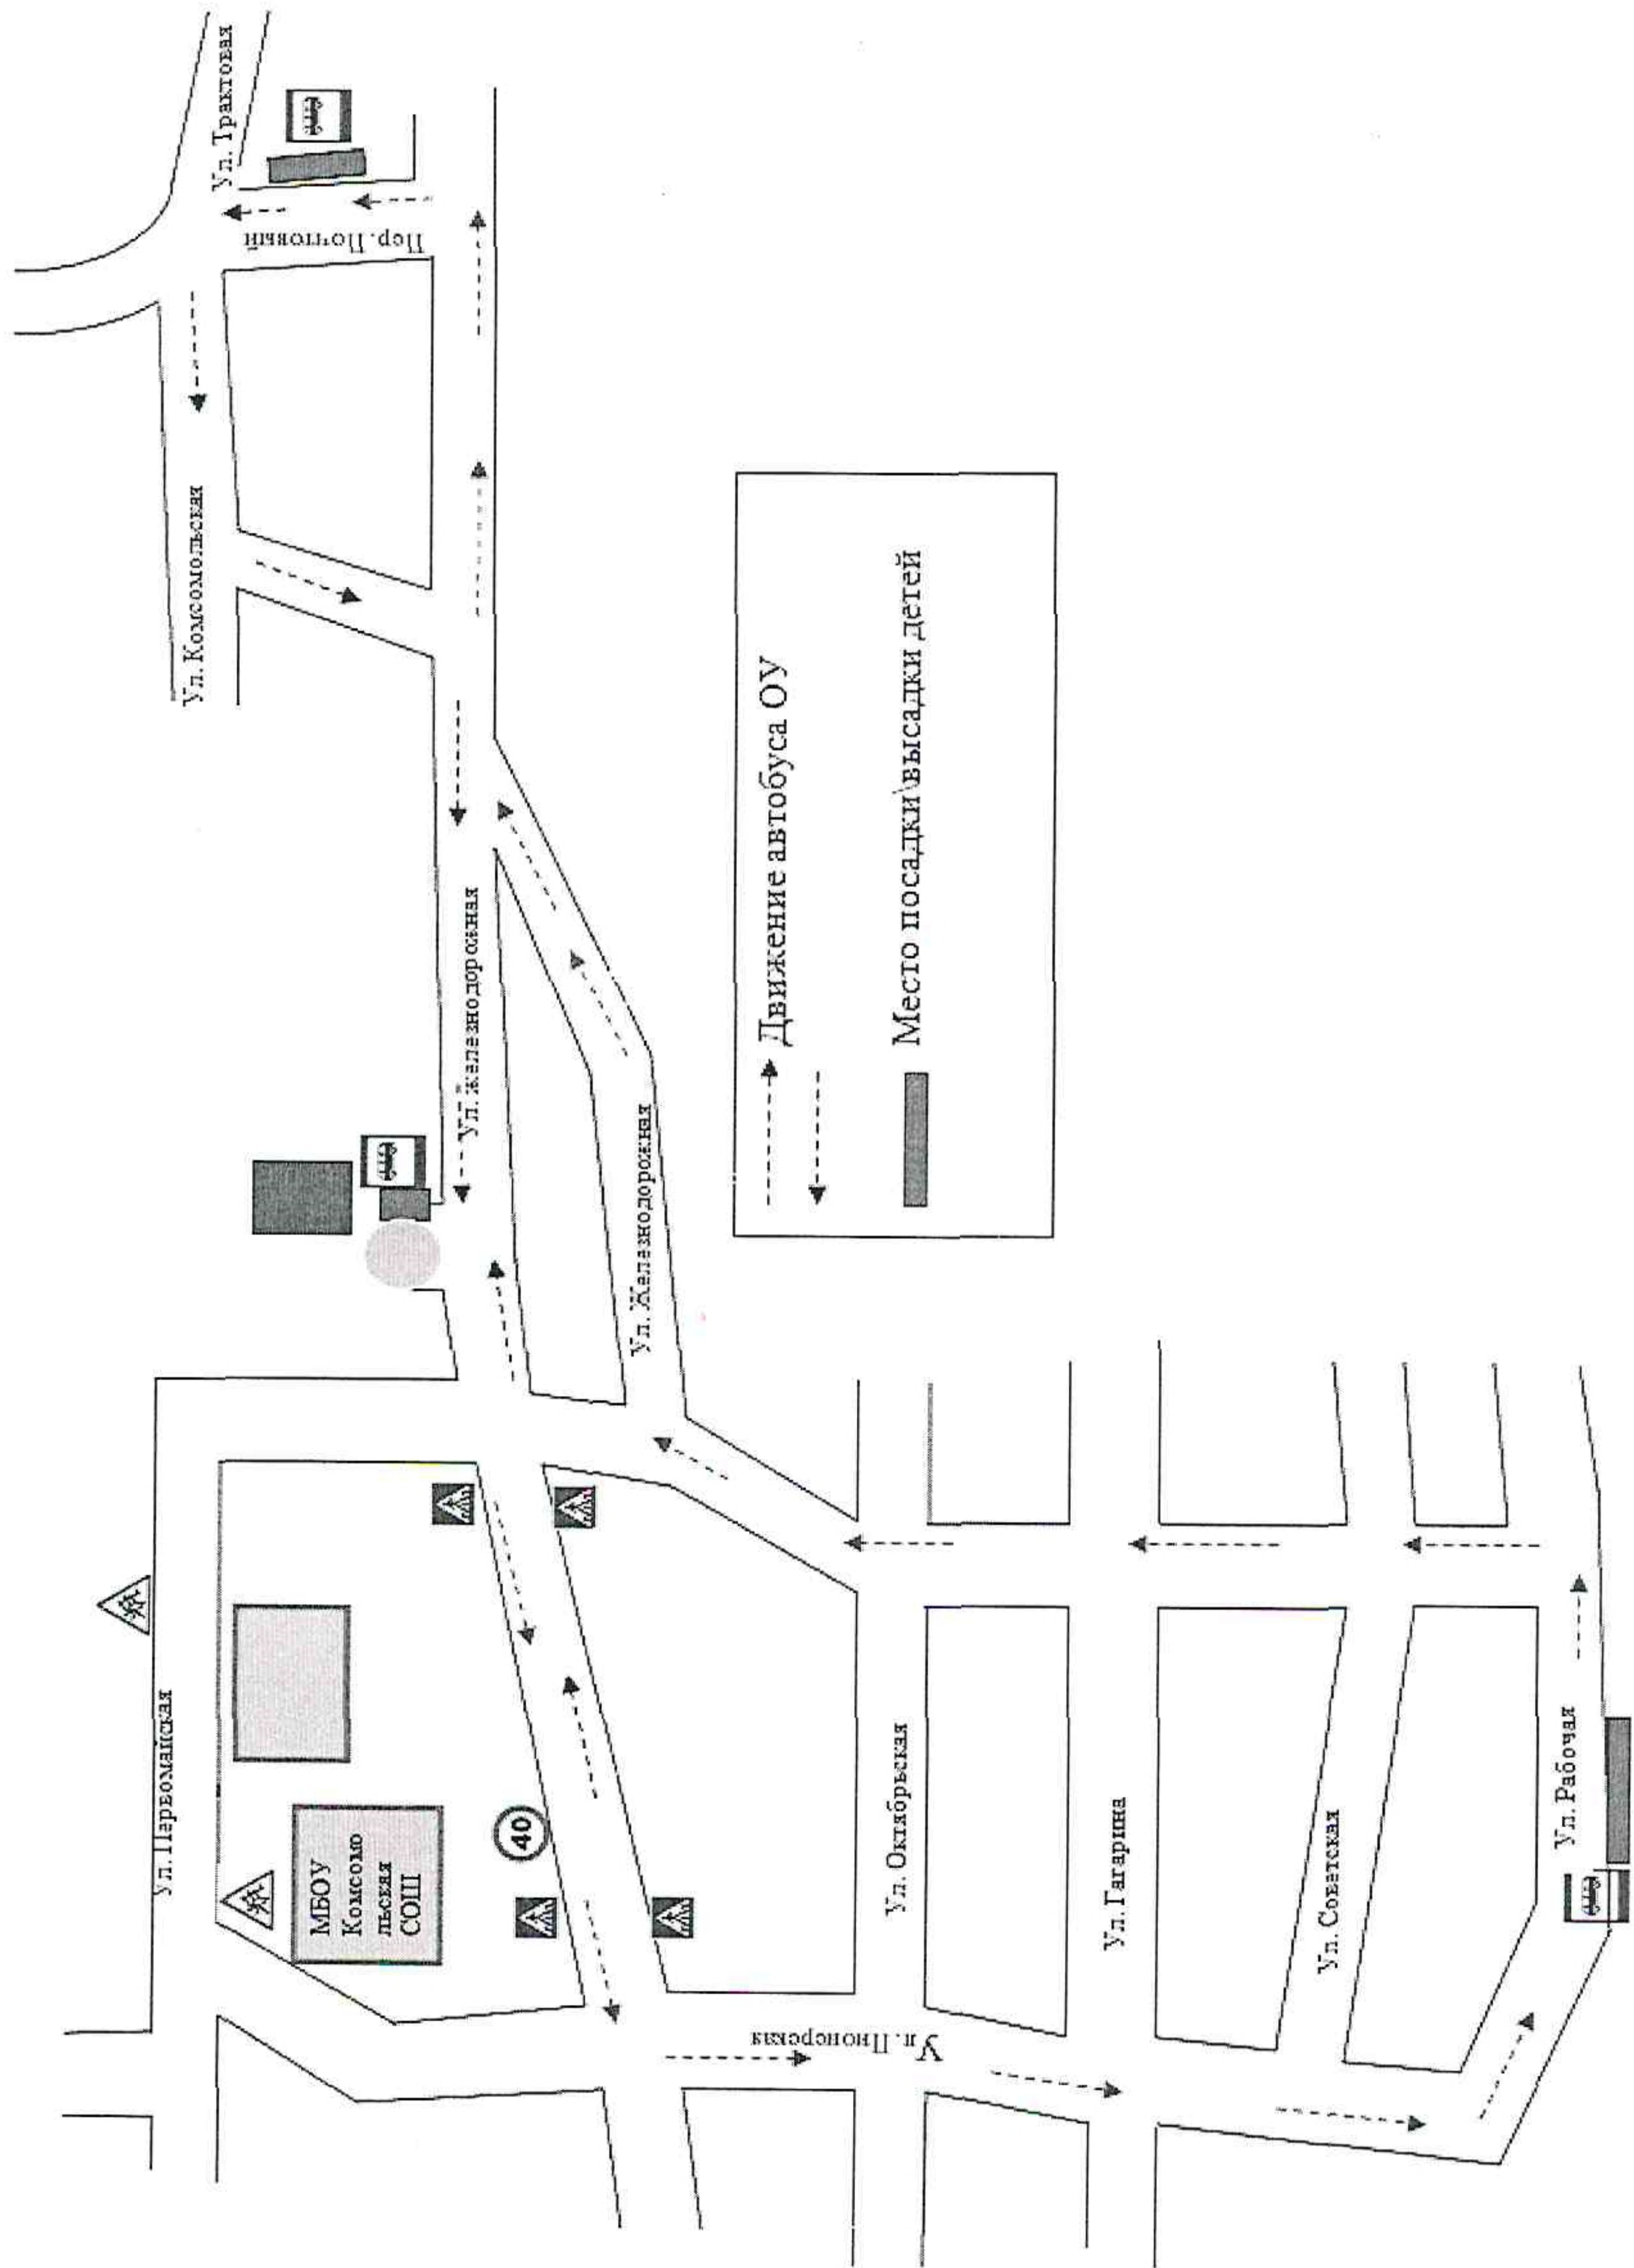 Ул. Первомайская
МБОУ
Комсомо
льская
СОШ
40
Ул. Пионерская
Ул. Октябрьская
Ул. Гагарина
Ул. Советская
Ул. Рабочая
Ул. Железнодорожная
Ул. Железнодорожная
Ул. Комсомольская
Пер. Почтовый
Ул. Трактовая
Движение автобуса ОУ
Место посадки\высадки детей